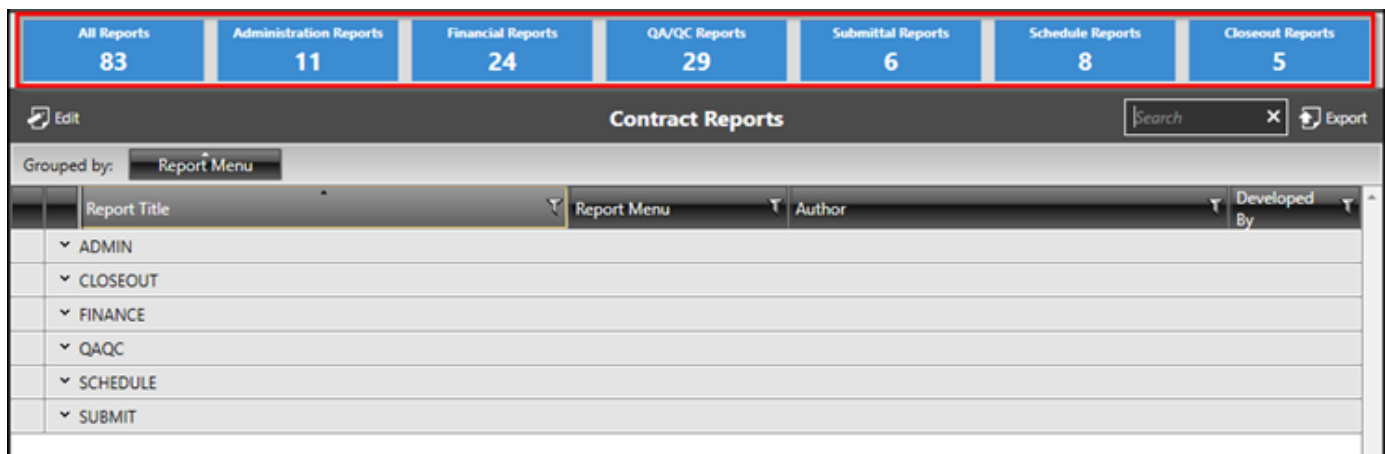 All Reports Administration Reports Financial Reports QA/QC Reports Submittal Reports Schedule Reports Closeout Reports
83 11 24 29 6 8 5
Edit Contract Reports Search Export
Grouped by: Report Menu
Report Title Report Menu Author Developed By
ADMIN
CLOSEOUT
FINANCE
QAQC
SCHEDULE
SUBMIT